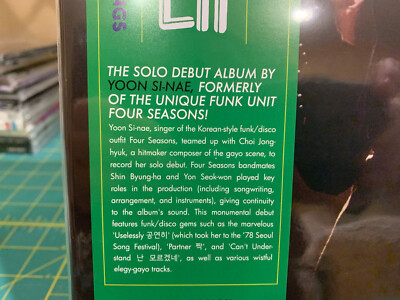 NGS
THE SOLO DEBUT ALBUM BY
YOON SI-NAE, FORMERLY
OF THE UNIQUE FUNK UNIT
FOUR SEASONS!
Yoon Si-nae, singer of the Korean-style funk/disco
outfit Four Seasons, teamed up with Choi Jong-
hyuk, a hitmaker composer of the gayo scene, to
record her solo debut. Four Seasons bandmates
Shin Byung-ha and Yon Seok-won played key
roles in the production (including songwriting,
arrangement, and instruments), giving continuity
to the album's sound. This monumental debut
features funk/disco gems such as the marvelous
'Uselessly 공연히' (which took her to the '78 Seoul
Song Festival), 'Partner 짝', and 'Can't Under-
stand 난 모르겠네', as well as various wistful
elegy-gayo tracks.